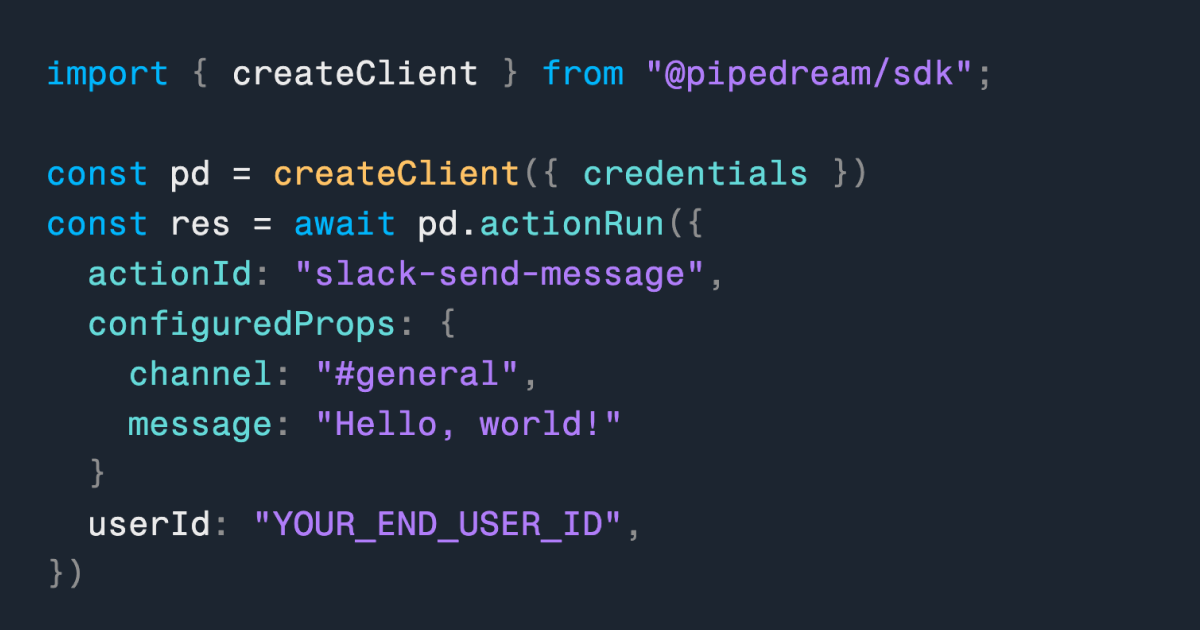 import { createClient } from "@pipedream/sdk";
const pd = createClient({ credentials })
const res = await pd.actionRun({
  actionId: "slack-send-message",
  configuredProps: {
    channel: "#general",
    message: "Hello, world!"
  }
  userId: "YOUR_END_USER_ID",
})